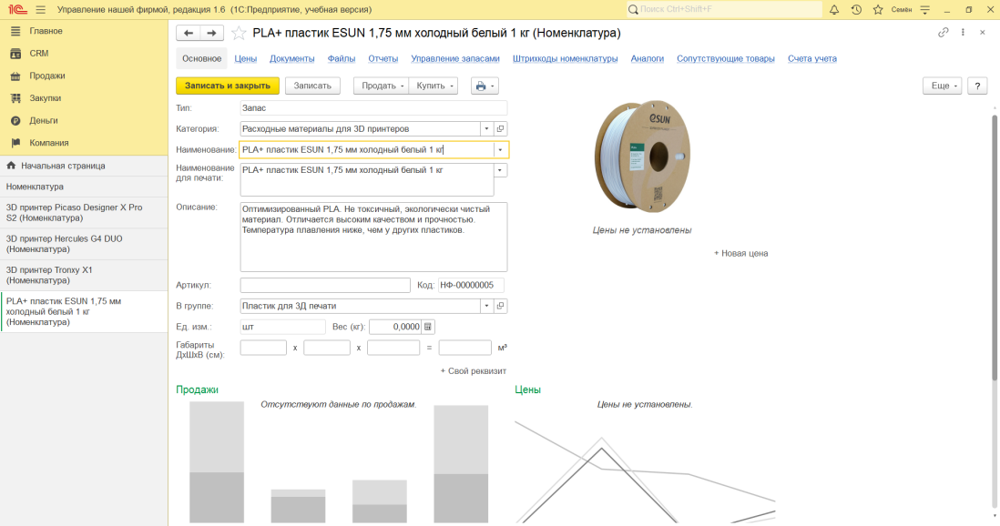 1С Управление нашей фирмой, редакция 1.6 (1С:Предприятие, учебная версия)
Поиск Ctrl+Shift+F
Семён
Главное
CRM
Продажи
Закупки
Деньги
Компания
Начальная страница
Номенклатура
3D принтер Picaso Designer X Pro
S2 (Номенклатура)
3D принтер Hercules G4 DUO
(Номенклатура)
3D принтер Tronxy X1
(Номенклатура)
PLA+ пластик ESUN 1,75 мм
холодный белый 1 кг
(Номенклатура)
PLA+ пластик ESUN 1,75 мм холодный белый 1 кг (Номенклатура)
Основное Цены Документы Файлы Отчеты Управление запасами Штрихкоды номенклатуры Аналоги Сопутствующие товары Счета учета
Записать и закрыть Записать Продать Купить Еще ?
Тип: Запас
Категория: Расходные материалы для 3D принтеров
Наименование: PLA+ пластик ESUN 1,75 мм холодный белый 1 кг
Наименование
для печати: PLA+ пластик ESUN 1,75 мм холодный белый 1 кг
Описание: Оптимизированный PLA. Не токсичный, экологически чистый
материал. Отличается высоким качеством и прочностью.
Температура плавления ниже, чем у других пластиков.
Артикул: Код: НФ-00000005
В группе: Пластик для 3Д печати
Ед. изм.: шт Вес (кг): 0,0000
Габариты
ДхШхВ (см): x x = м³
+ Свой реквизит
eSUN
Цены не установлены
+ Новая цена
Продажи
Отсутствуют данные по продажам.
Цены
Цены не установлены.